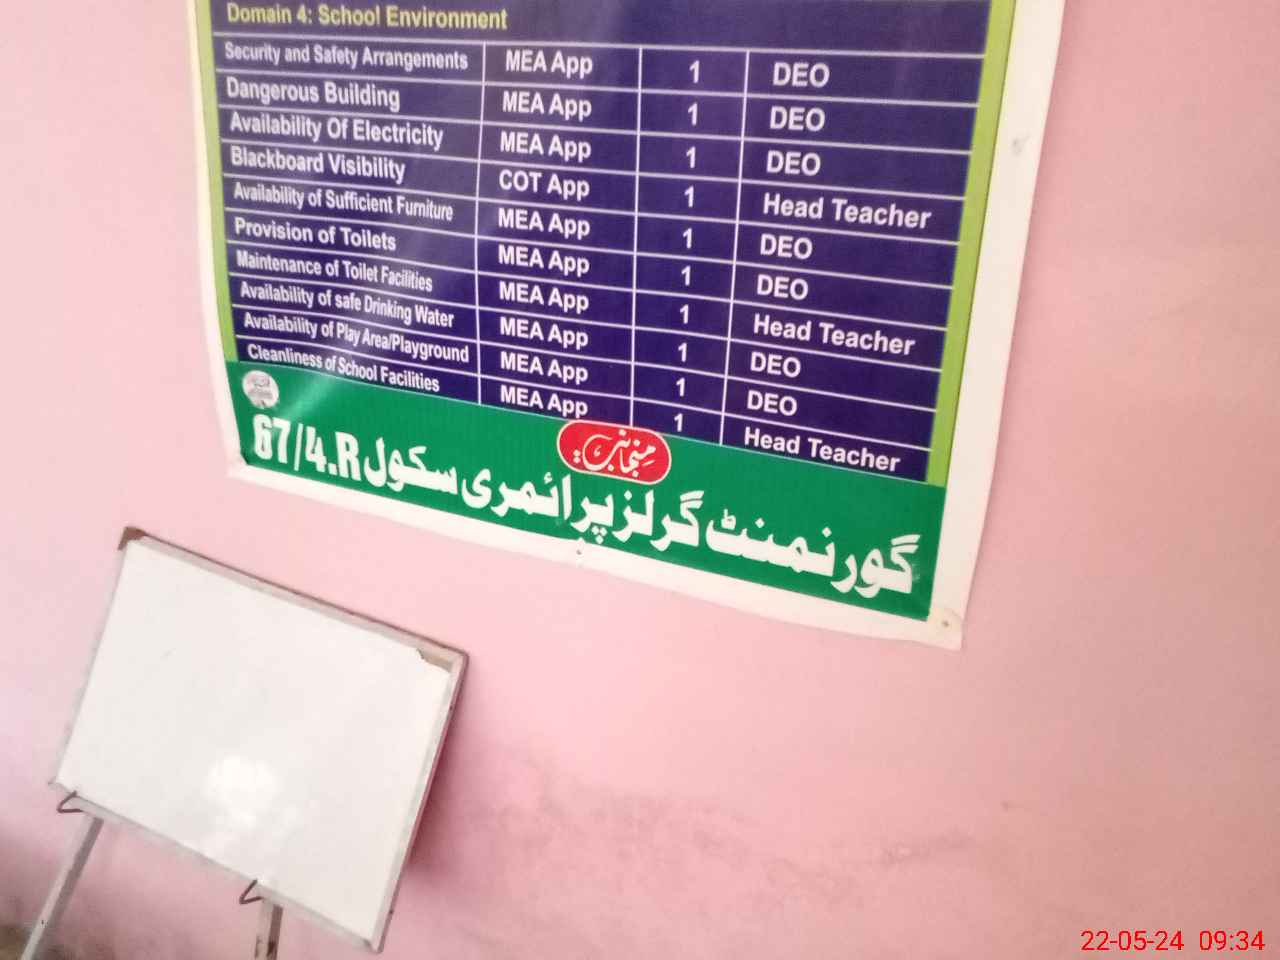 Domain 4: School Environment
Security and Safety Arrangements MEA App 1 DEO
Dangerous Building MEA App 1 DEO
Availability Of Electricity MEA App 1 DEO
Blackboard Visibility COT App 1 Head Teacher
Availability of Sufficient Furniture MEA App 1 DEO
Provision of Toilets MEA App 1 DEO
Maintenance of Toilet Facilities MEA App 1 Head Teacher
Availability of safe Drinking Water MEA App 1 DEO
Availability of Play Area/Playground MEA App 1 DEO
Cleanliness of School Facilities MEA App 1 Head Teacher
منجانب
گورنمنٹ گرلز پرائمری سکول 67/4.R
22-05-24 09:34